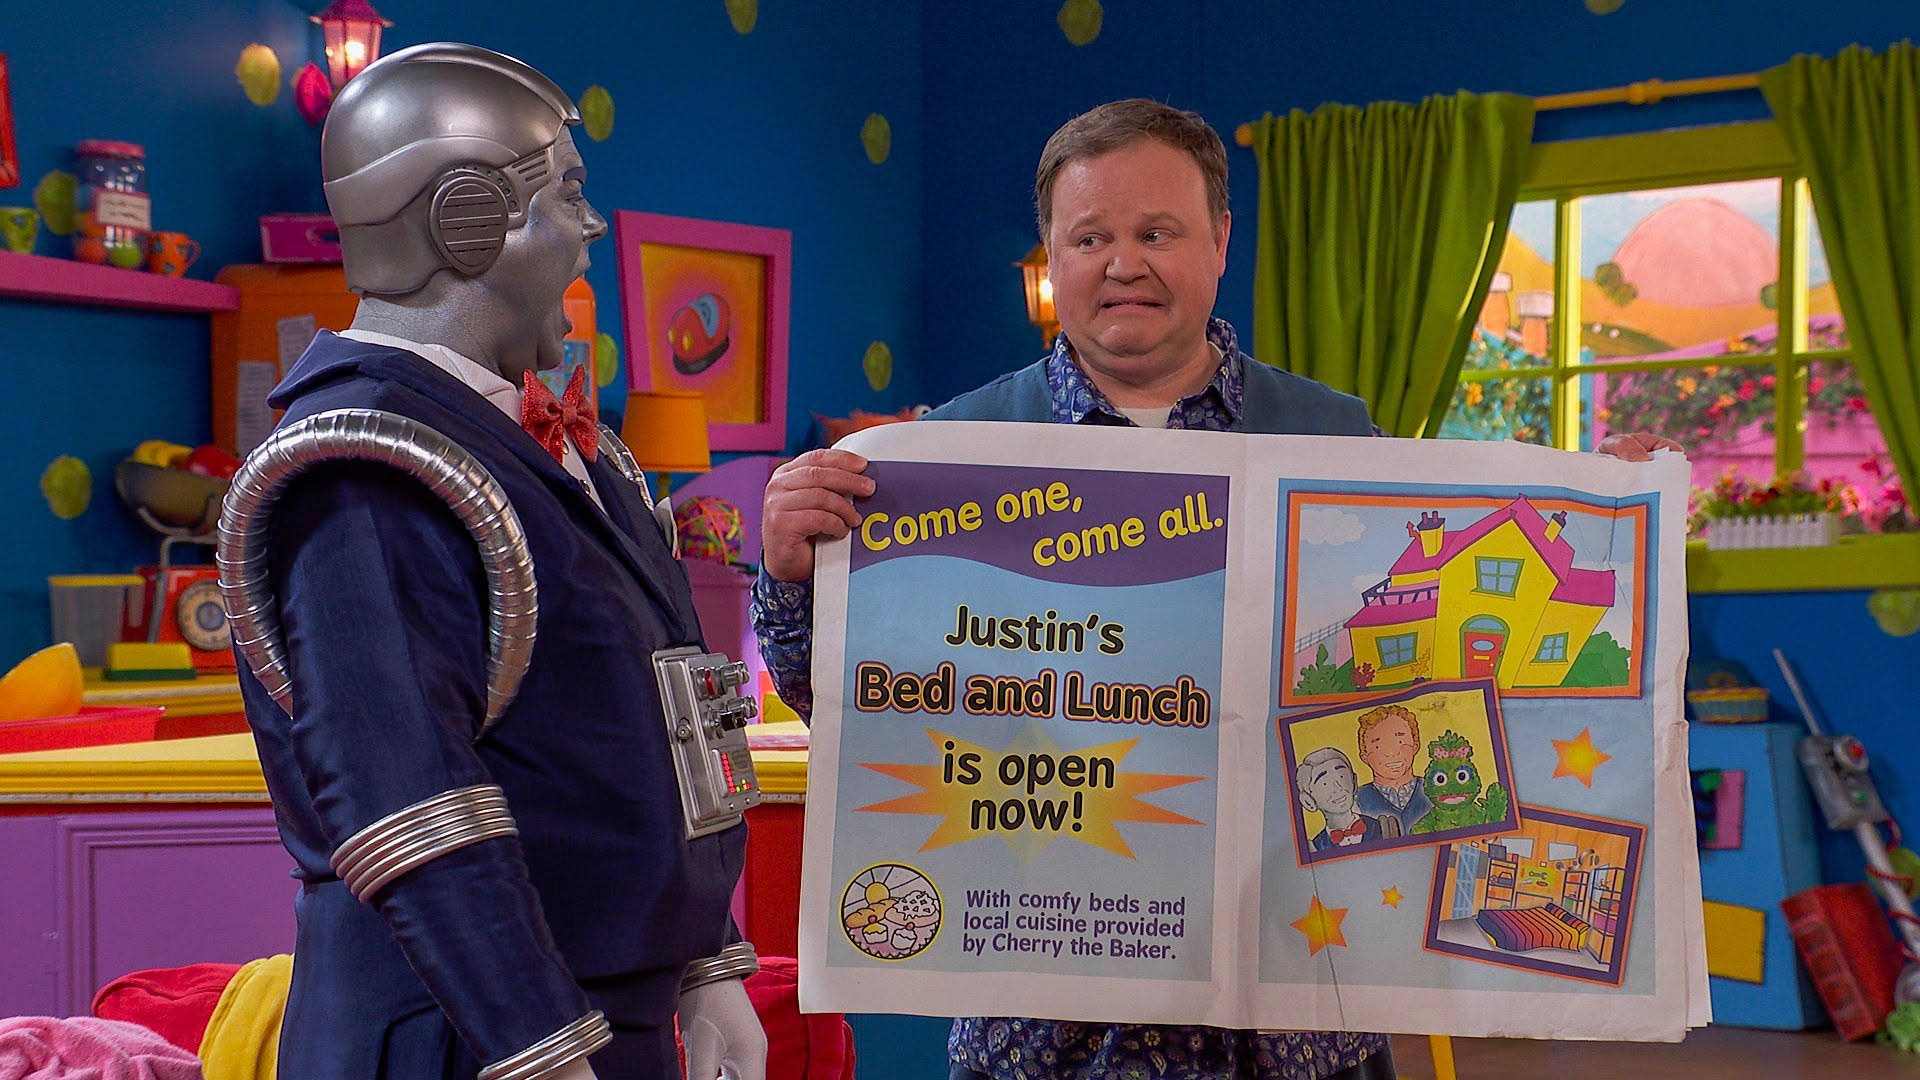 Come one,
come all.
Justin's
Bed and Lunch
is open
now!
With comfy beds and
local cuisine provided
by Cherry the Baker.